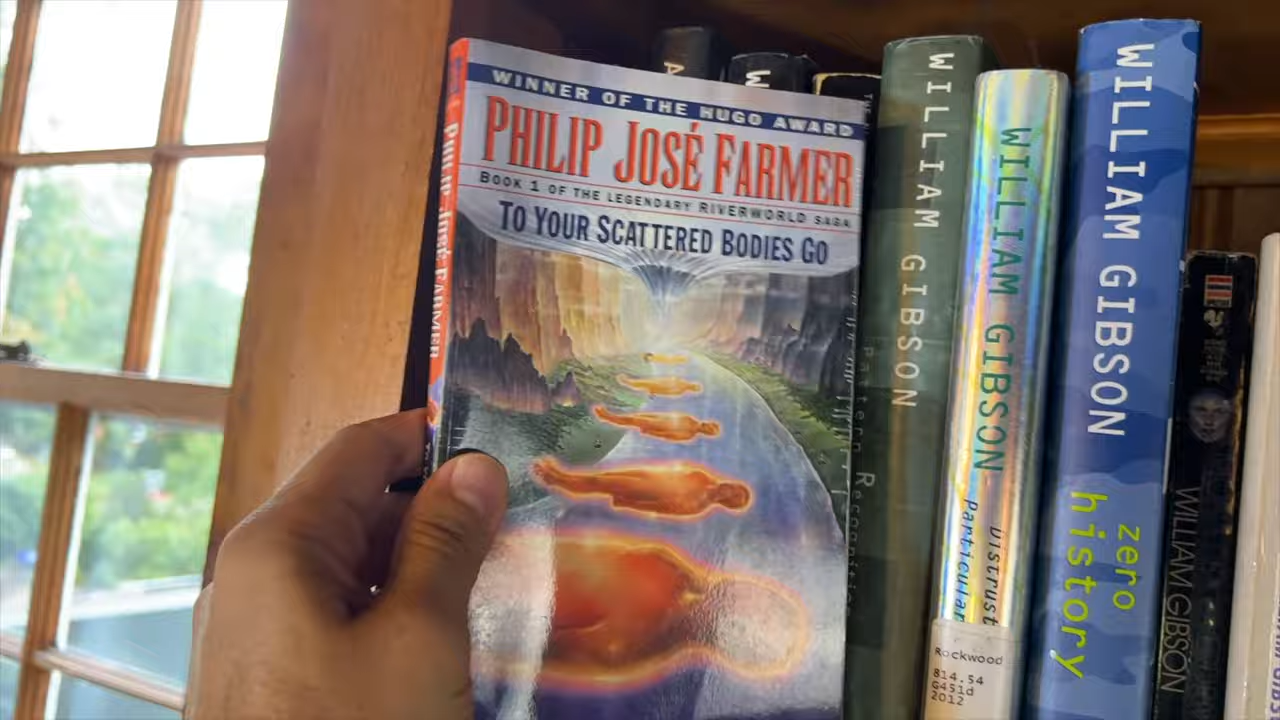 WINNER OF THE HUGO AWARD
PHILIP JOSÉ FARMER
BOOK 1 OF THE LEGENDARY RIVERWORLD SAGA
TO YOUR SCATTERED BODIES GO
PHILIP JOSÉ FARMER
A
W
WILLIAM GIBSON
Pattern Recognition
WILLIAM GIBSON
Distrust
Particular
Rockwood
814.54
G451d
2012
WILLIAM GIBSON
zero
history
WILLIAM GIBSON